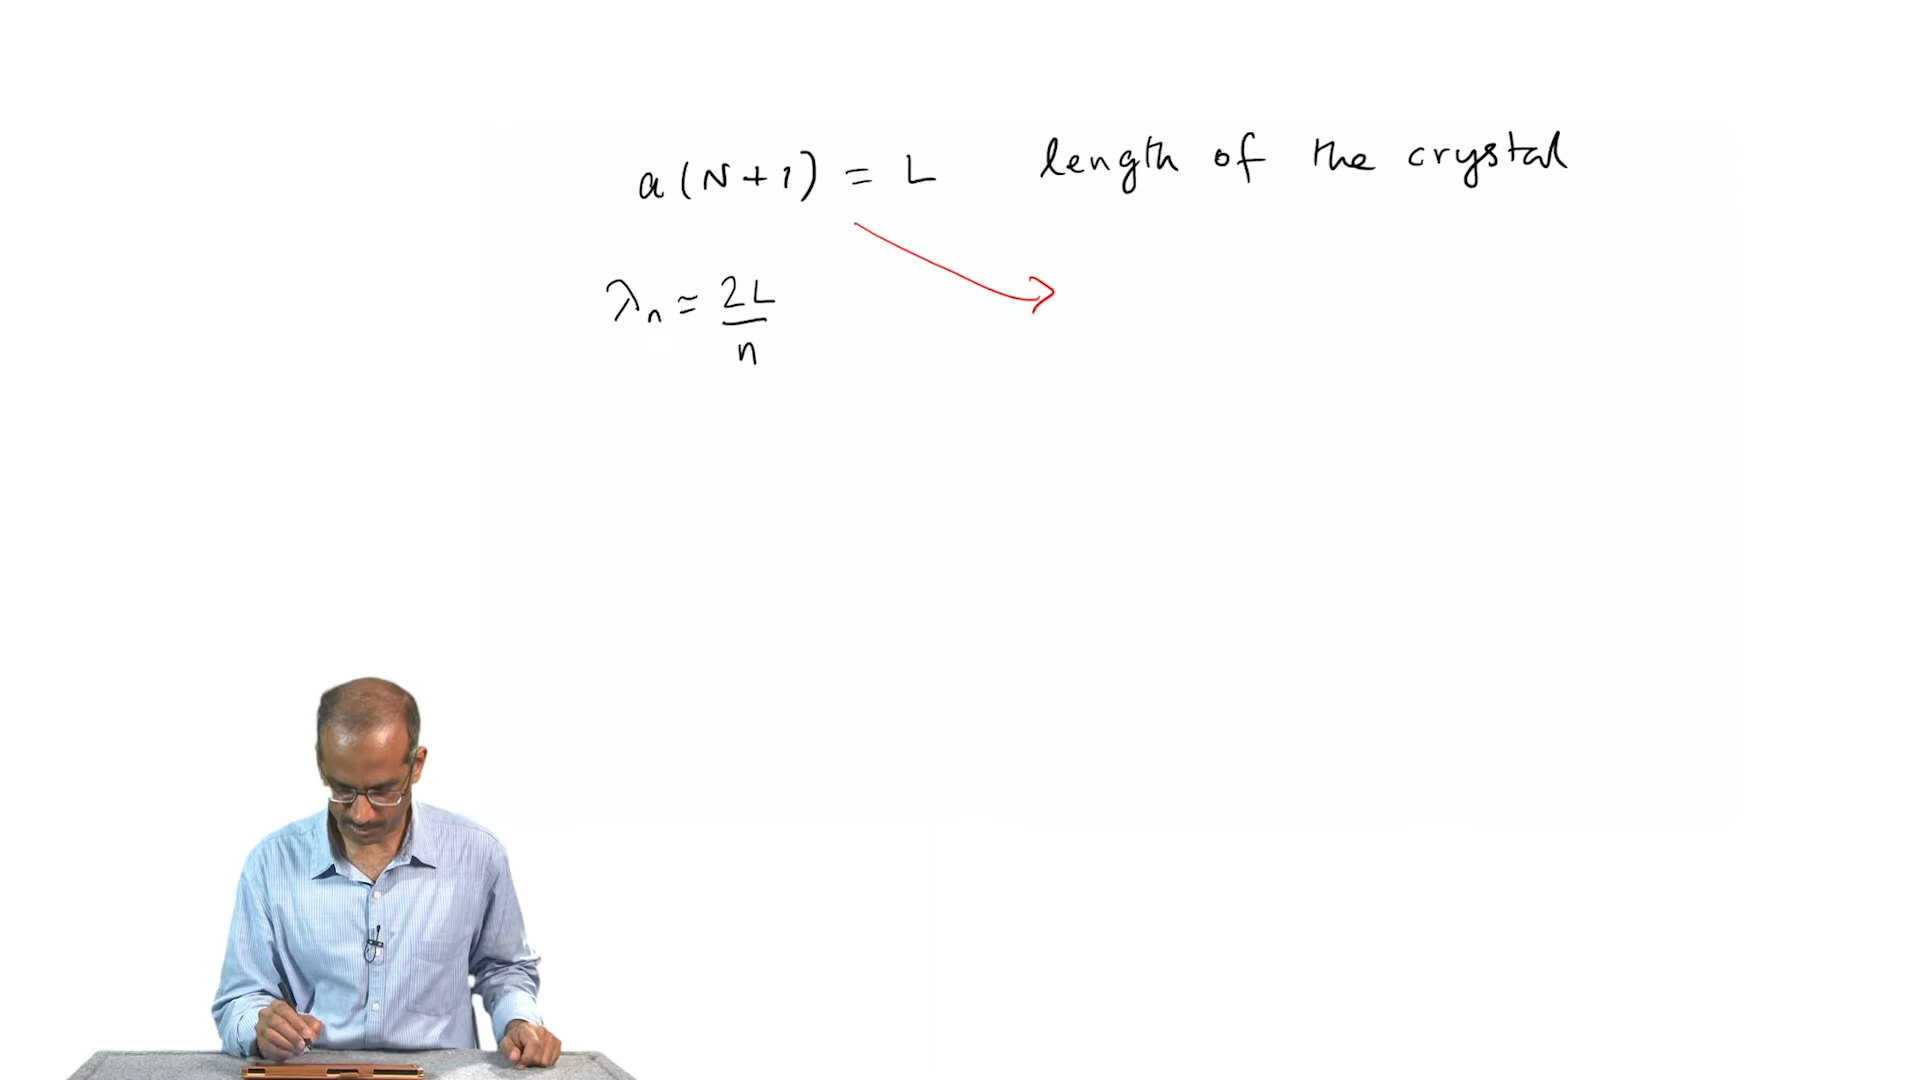 a(N+1) = L length of the crystal
λₙ = 2L
n